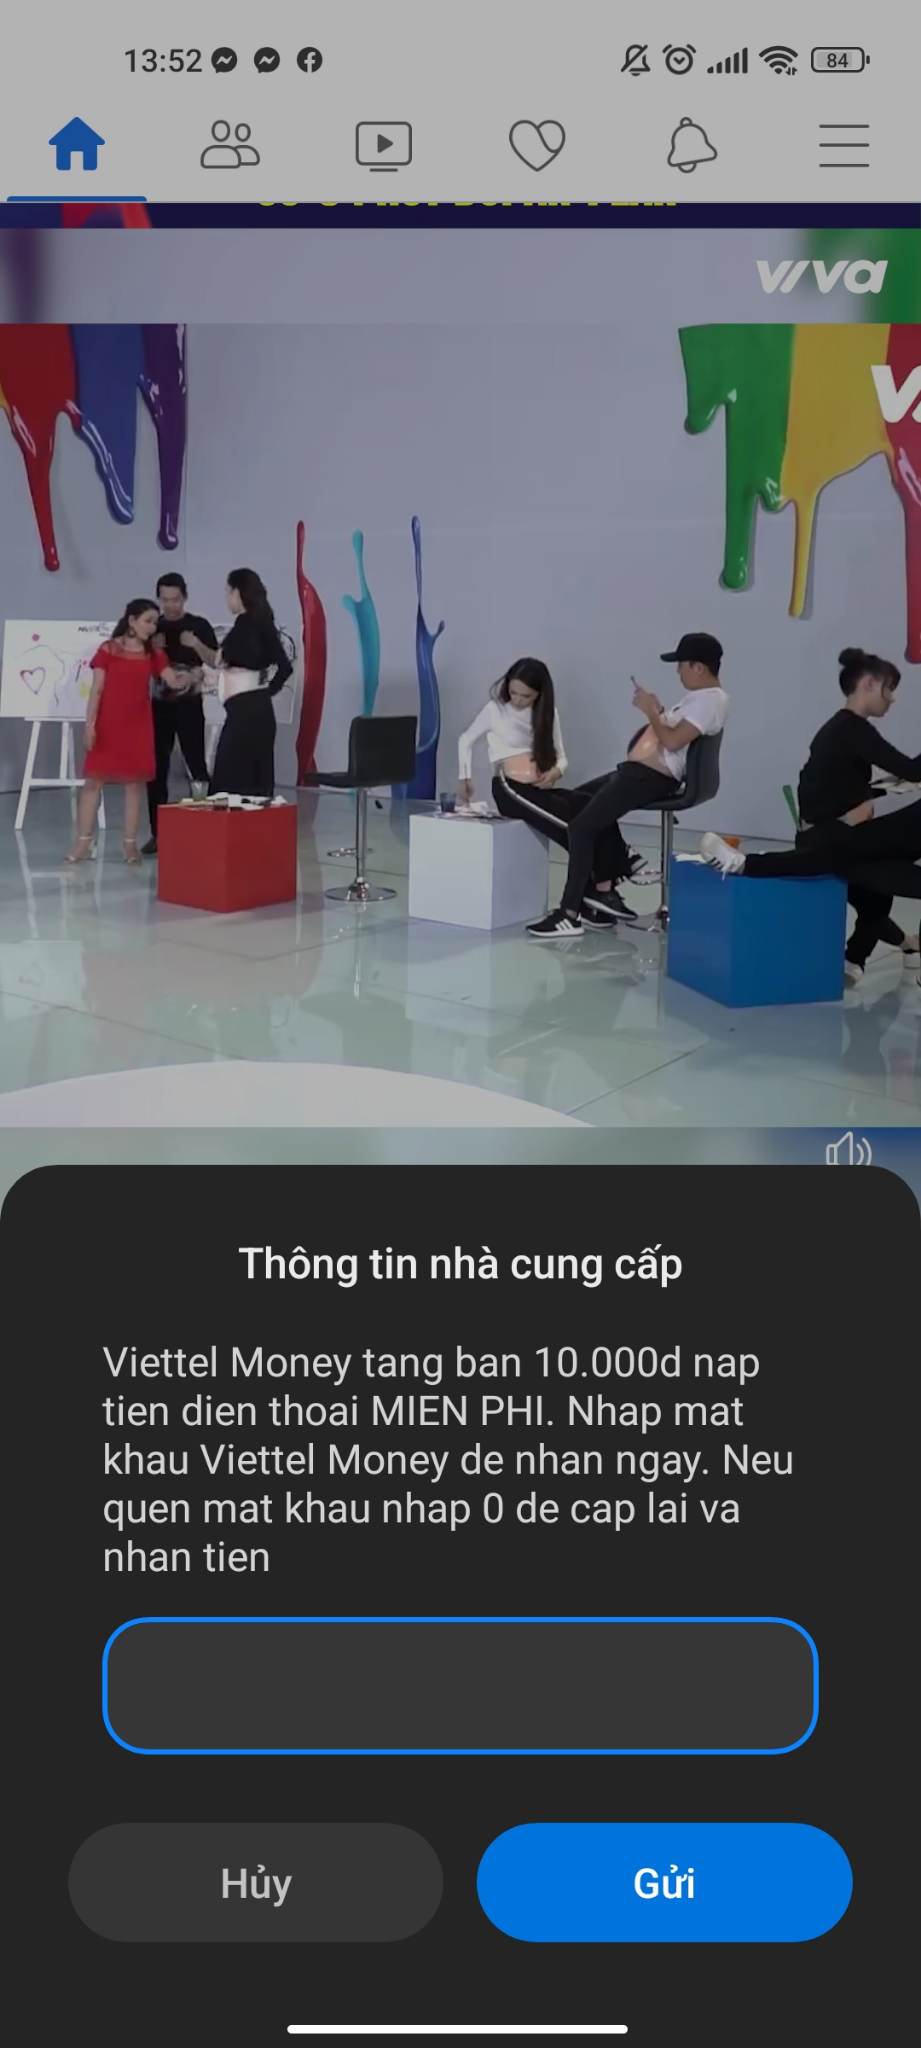 13:52
84
viva
Thông tin nhà cung cấp
Viettel Money tang ban 10.000d nap
tien dien thoai MIEN PHI. Nhap mat
khau Viettel Money de nhan ngay. Neu
quen mat khau nhap 0 de cap lai va
nhan tien
Hủy
Gửi